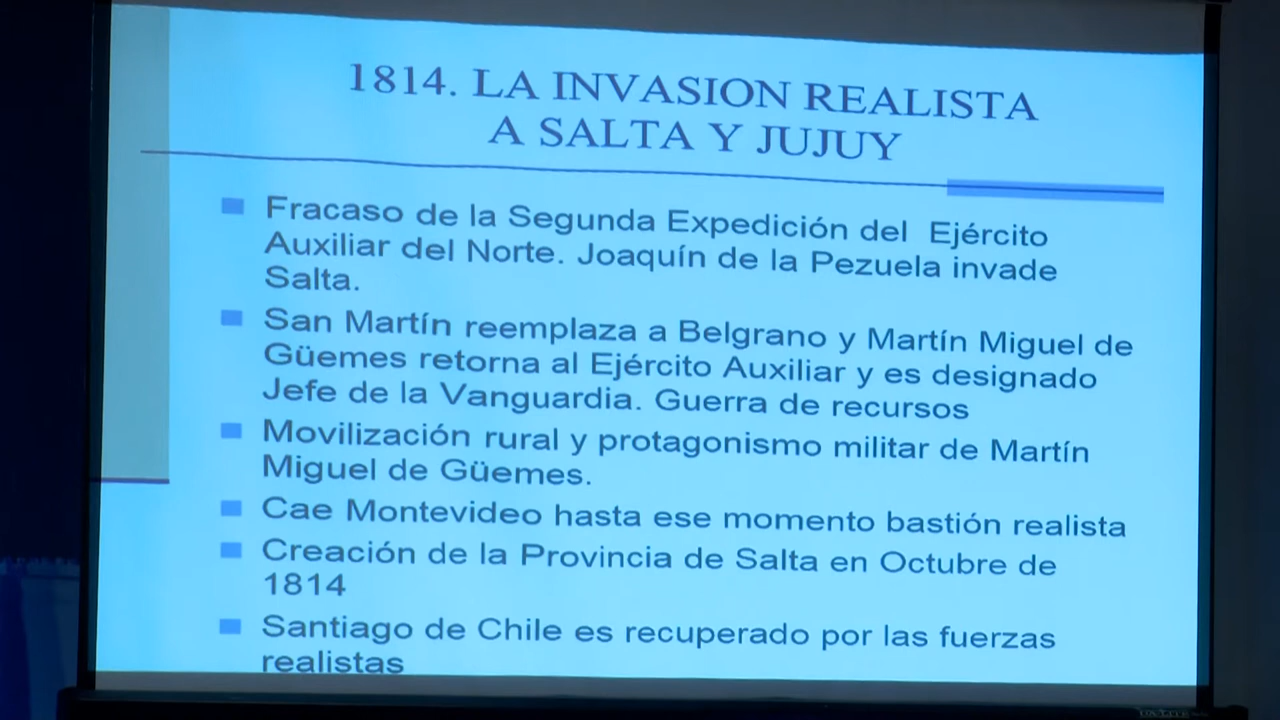 1814. LA INVASION REALISTA
A SALTA Y JUJUY
Fracaso de la Segunda Expedición del Ejército
Auxiliar del Norte. Joaquín de la Pezuela invade
Salta.
San Martín reemplaza a Belgrano y Martín Miguel de
Güemes retorna al Ejército Auxiliar y es designado
Jefe de la Vanguardia. Guerra de recursos
Movilización rural y protagonismo militar de Martín
Miguel de Güemes.
Cae Montevideo hasta ese momento bastión realista
Creación de la Provincia de Salta en Octubre de
1814
Santiago de Chile es recuperado por las fuerzas
realistas